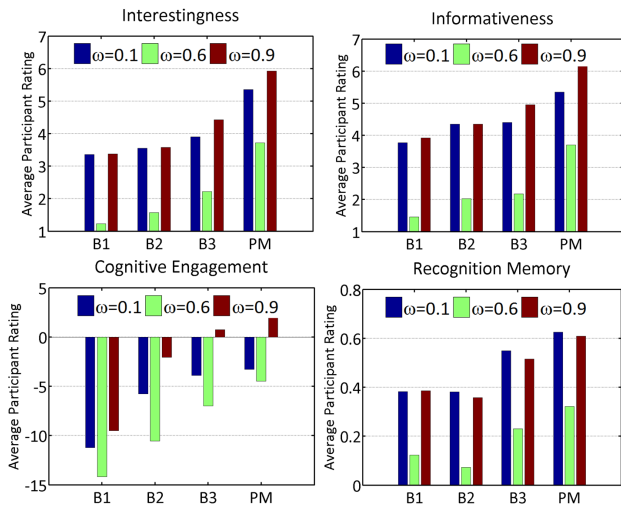 Interestingness
Average Participant Rating
7
6
5
4
3
2
1
ω=0.1 ω=0.6 ω=0.9
B1 B2 B3 PM
Informativeness
Average Participant Rating
7
6
5
4
3
2
1
ω=0.1 ω=0.6 ω=0.9
B1 B2 B3 PM
Cognitive Engagement
Average Participant Rating
5
0
-5
-10
-15
ω=0.1 ω=0.6 ω=0.9
B1 B2 B3 PM
Recognition Memory
Average Participant Rating
0.8
0.6
0.4
0.2
0
ω=0.1 ω=0.6 ω=0.9
B1 B2 B3 PM